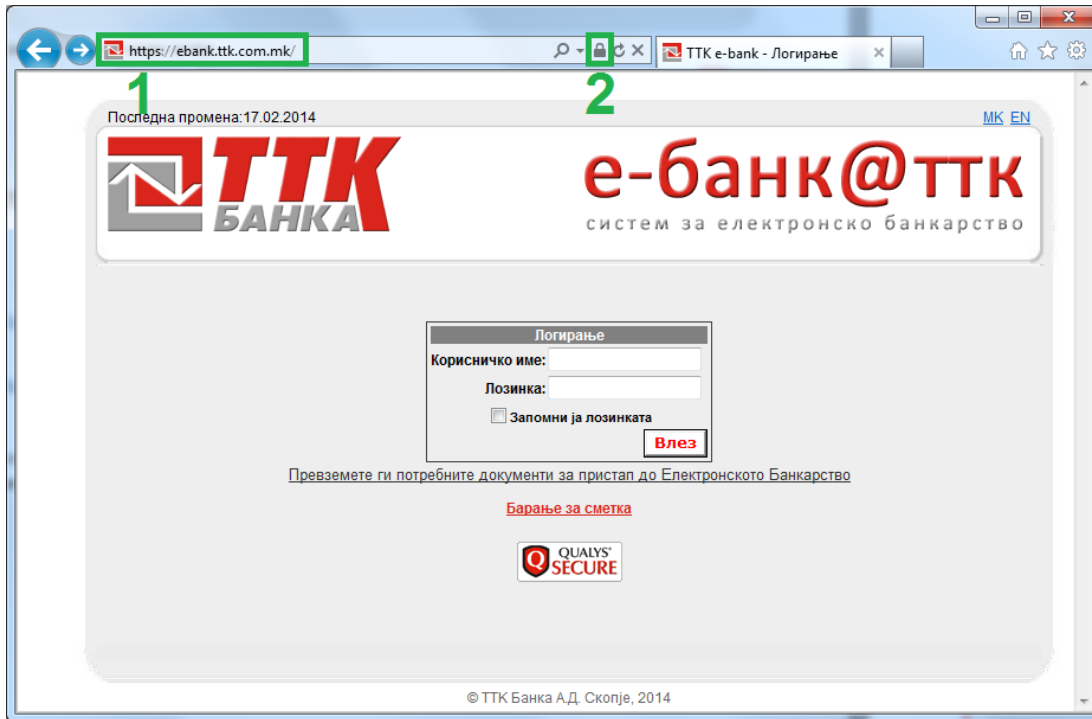 https://ebank.ttk.com.mk/
ТТК e-bank - Логирање
1
2
Последна промена:17.02.2014
MK EN
ТТК
БАНКА
е-банк@ттк
систем за електронско банкарство
Логирање
Корисничко име:
Лозинка:
Запомни ја лозинката
Влез
Превземете ги потребните документи за пристап до Електронското Банкарство
Барање за сметка
QUALYS'
SECURE
© ТТК Банка А.Д. Скопје, 2014